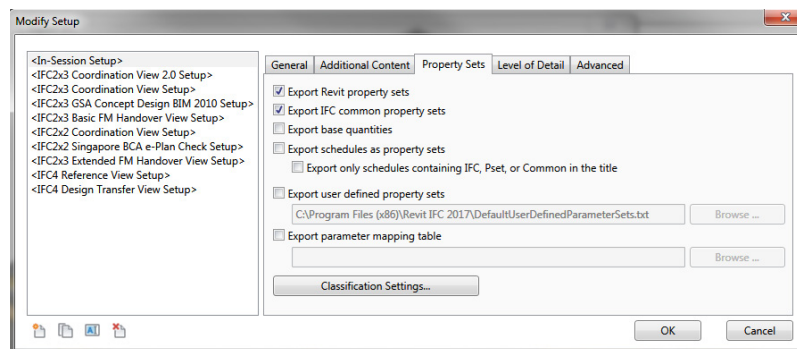 Modify Setup
<In-Session Setup>
<IFC2x3 Coordination View 2.0 Setup>
<IFC2x3 Coordination View Setup>
<IFC2x3 GSA Concept Design BIM 2010 Setup>
<IFC2x3 Basic FM Handover View Setup>
<IFC2x2 Coordination View Setup>
<IFC2x2 Singapore BCA e-Plan Check Setup>
<IFC2x3 Extended FM Handover View Setup>
<IFC4 Reference View Setup>
<IFC4 Design Transfer View Setup>
General Additional Content Property Sets Level of Detail Advanced
Export Revit property sets
Export IFC common property sets
Export base quantities
Export schedules as property sets
Export only schedules containing IFC, Pset, or Common in the title
Export user defined property sets
C:\Program Files (x86)\Revit IFC 2017\DefaultUserDefinedParameterSets.txt Browse ...
Export parameter mapping table
Browse ...
Classification Settings...
OK Cancel